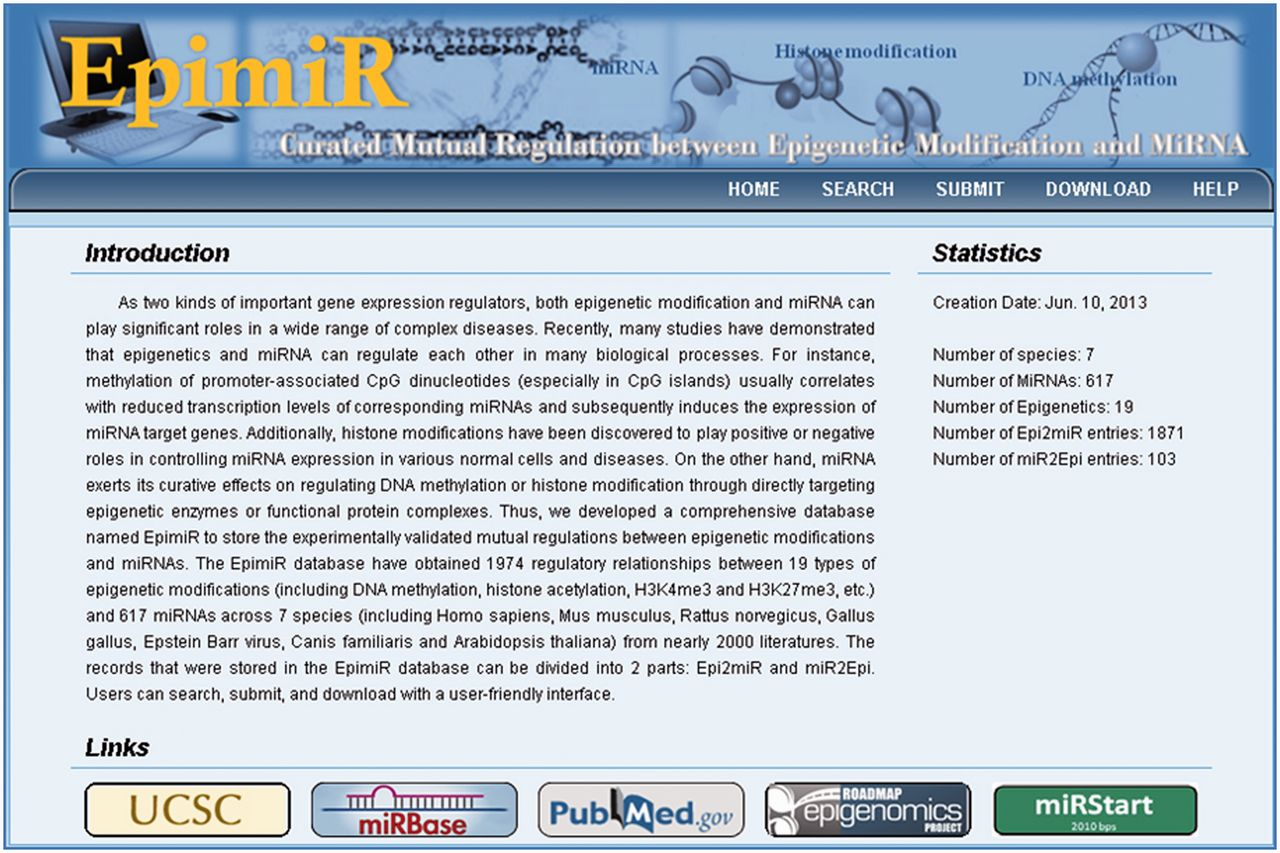 EpimiR
miRNA
Histone modification
DNA methylation
Curated Mutual Regulation between Epigenetic Modification and MiRNA
HOME SEARCH SUBMIT DOWNLOAD HELP
Introduction
As two kinds of important gene expression regulators, both epigenetic modification and miRNA can
play significant roles in a wide range of complex diseases. Recently, many studies have demonstrated
that epigenetics and miRNA can regulate each other in many biological processes. For instance,
methylation of promoter-associated CpG dinucleotides (especially in CpG islands) usually correlates
with reduced transcription levels of corresponding miRNAs and subsequently induces the expression of
miRNA target genes. Additionally, histone modifications have been discovered to play positive or negative
roles in controlling miRNA expression in various normal cells and diseases. On the other hand, miRNA
exerts its curative effects on regulating DNA methylation or histone modification through directly targeting
epigenetic enzymes or functional protein complexes. Thus, we developed a comprehensive database
named EpimiR to store the experimentally validated mutual regulations between epigenetic modifications
and miRNAs. The EpimiR database have obtained 1974 regulatory relationships between 19 types of
epigenetic modifications (including DNA methylation, histone acetylation, H3K4me3 and H3K27me3, etc.)
and 617 miRNAs across 7 species (including Homo sapiens, Mus musculus, Rattus norvegicus, Gallus
gallus, Epstein Barr virus, Canis familiaris and Arabidopsis thaliana) from nearly 2000 literatures. The
records that were stored in the EpimiR database can be divided into 2 parts: Epi2miR and miR2Epi.
Users can search, submit, and download with a user-friendly interface.
Statistics
Creation Date: Jun. 10, 2013
Number of species: 7
Number of MiRNAs: 617
Number of Epigenetics: 19
Number of Epi2miR entries: 1871
Number of miR2Epi entries: 103
Links
UCSC
miRBase
PubMed.gov
ROADMAP
epigenomics
PROJECT
miRStart
2010 bps